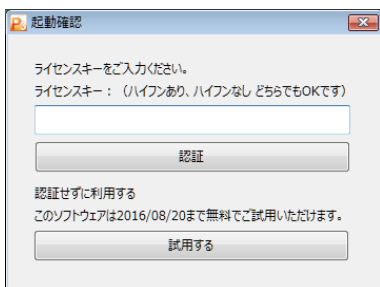 起動確認
ライセンスキーをご入力ください。
ライセンスキー： （ハイフンあり、ハイフンなし どちらでもOKです）
認証
認証せずに利用する
このソフトウェアは2016/08/20まで無料でご試用いただけます。
試用する